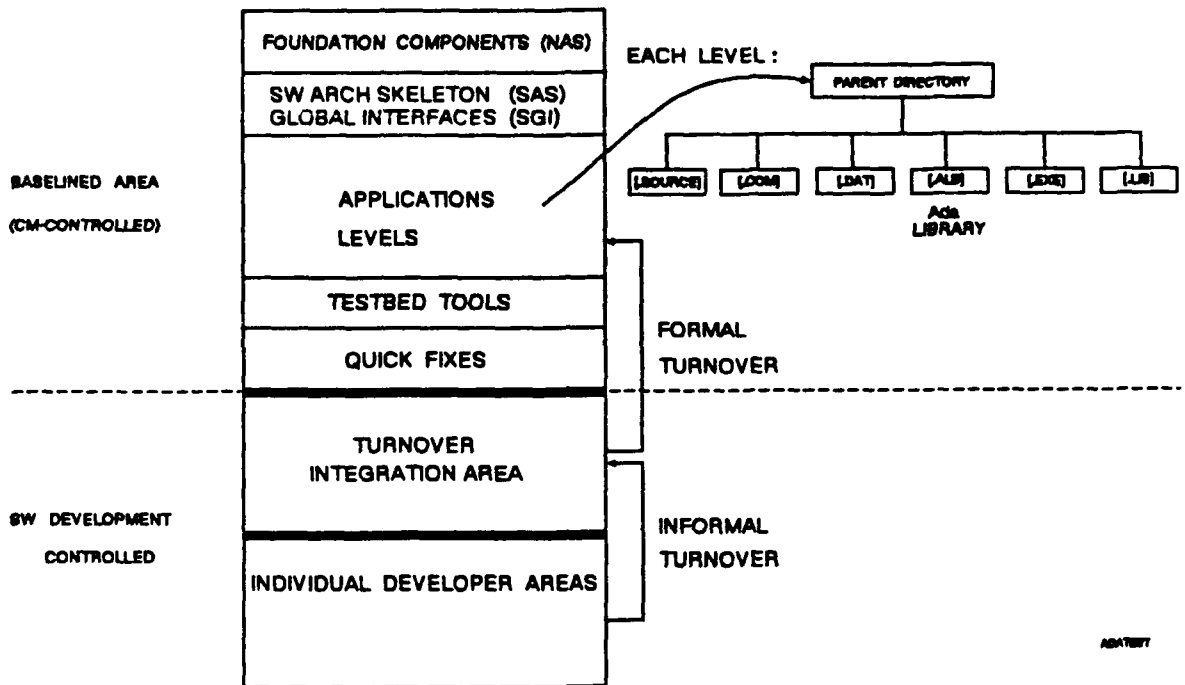 FOUNDATION COMPONENTS (NAS)
SW ARCH SKELETON (SAS)
GLOBAL INTERFACES (SGI)
APPLICATIONS
LEVELS
TESTBED TOOLS
QUICK FIXES
TURNOVER
INTEGRATION AREA
INDIVIDUAL DEVELOPER AREAS
BASELINED AREA
(CM-CONTROLLED)
SW DEVELOPMENT
CONTROLLED
EACH LEVEL:
PARENT DIRECTORY
[.SOURCE]
[.COM]
[.DAT]
[.ALB]
[.EXE]
[.LIB]
Ada
LIBRARY
FORMAL
TURNOVER
INFORMAL
TURNOVER